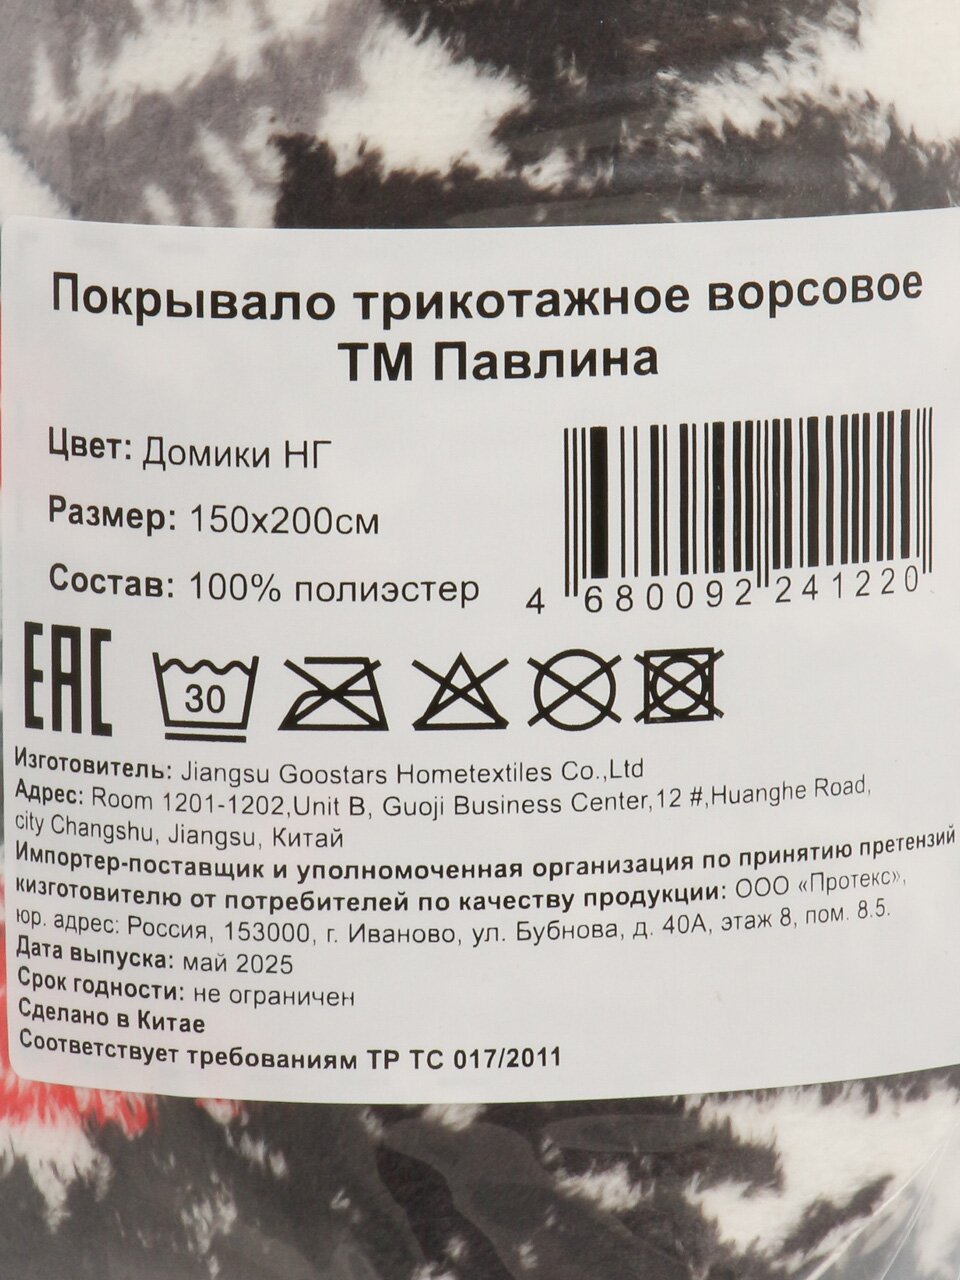 Покрывало трикотажное ворсовое
ТМ Павлина
Цвет: Домики НГ
Размер: 150х200см
Состав: 100% полиэстер
4 680092 241220
EAC
30
Изготовитель: Jiangsu Goostars Hometextiles Co.,Ltd
Адрес: Room 1201-1202,Unit B, Guoji Business Center,12 #,Huanghe Road,
city Changshu, Jiangsu, Китай
Импортер-поставщик и уполномоченная организация по принятию претензий
кизготовителю от потребителей по качеству продукции: ООО «Протекс»,
юр. адрес: Россия, 153000, г. Иваново, ул. Бубнова, д. 40А, этаж 8, пом. 8.5.
Дата выпуска: май 2025
Срок годности: не ограничен
Сделано в Китае
Соответствует требованиям ТР ТС 017/2011